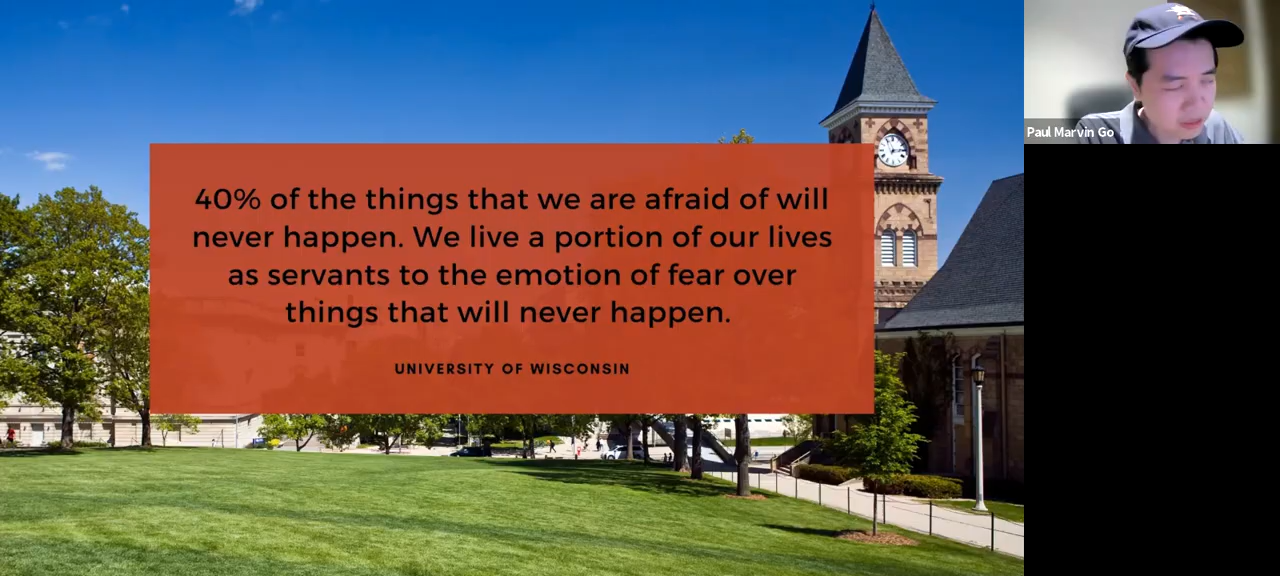 40% of the things that we are afraid of will
never happen. We live a portion of our lives
as servants to the emotion of fear over
things that will never happen.
UNIVERSITY OF WISCONSIN
Paul Marvin Go